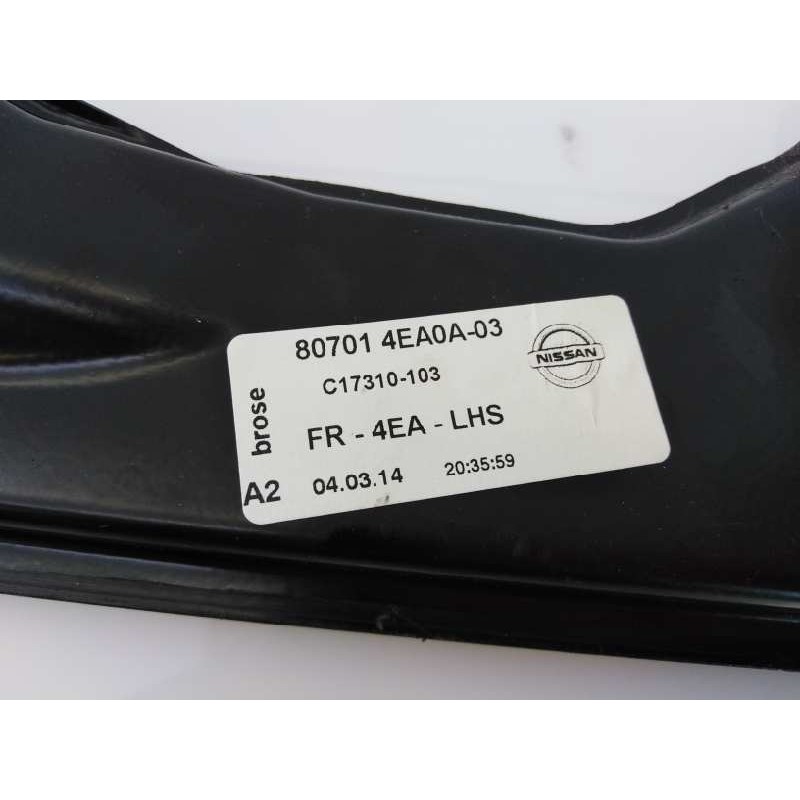 80701 4EA0A-03
NISSAN
C17310-103
brose
FR - 4EA - LHS
A2 04.03.14 20:35:59